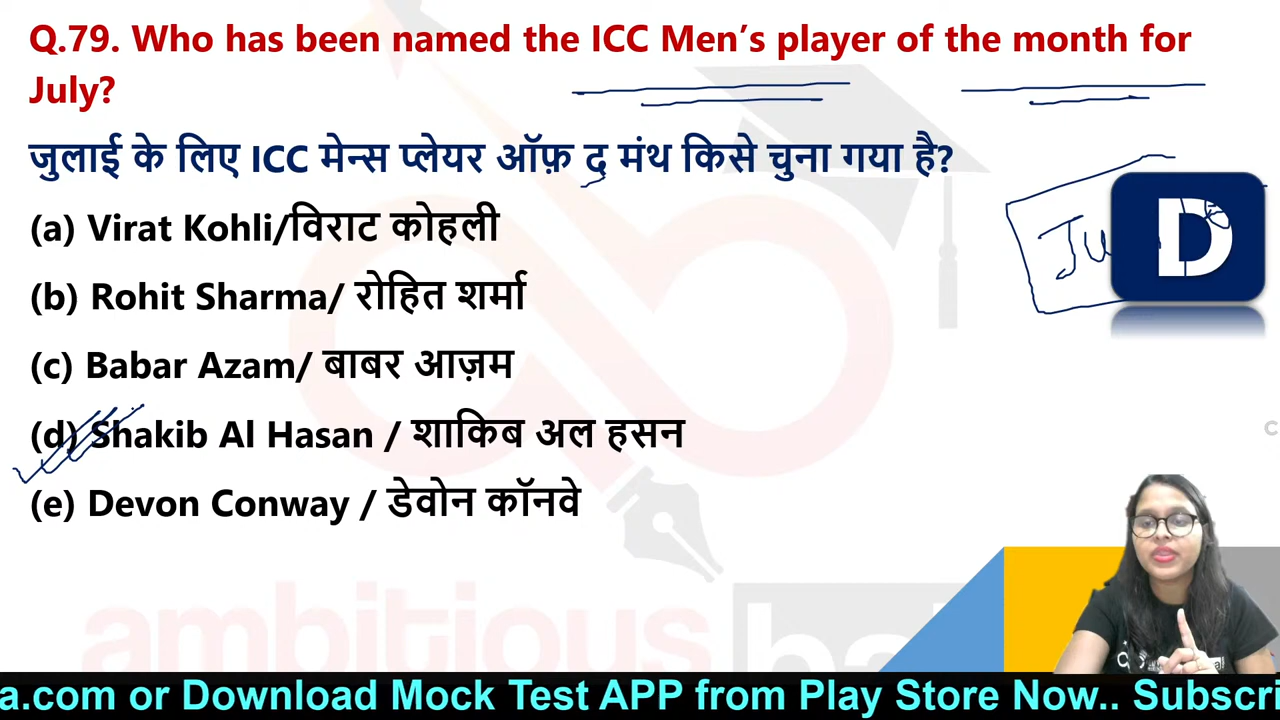 Q.79. Who has been named the ICC Men's player of the month for
July?
जुलाई के लिए ICC मेन्स प्लेयर ऑफ़ द मंथ किसे चुना गया है?
(a) Virat Kohli/विराट कोहली
(b) Rohit Sharma/ रोहित शर्मा
(c) Babar Azam/ बाबर आज़म
(d) Shakib Al Hasan / शाकिब अल हसन
(e) Devon Conway / डेवोन कॉनवे
D
ambitious
a.com or Download Mock Test APP from Play Store Now.. Subscri